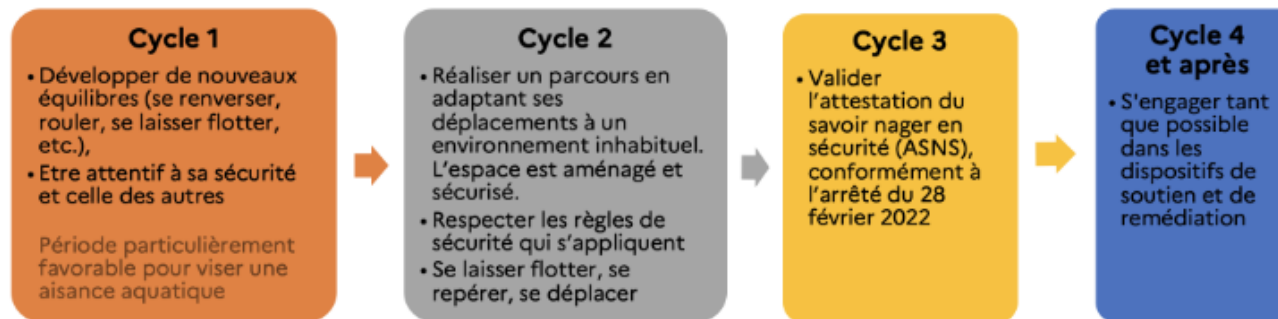 Cycle 1
• Développer de nouveaux
équilibres (se renverser,
rouler, se laisser flotter,
etc.),
• Etre attentif à sa sécurité
et celle des autres
Période particulièrement
favorable pour viser une
aisance aquatique
Cycle 2
• Réaliser un parcours en
adaptant ses
déplacements à un
environnement inhabituel.
L'espace est aménagé et
sécurisé.
• Respecter les règles de
sécurité qui s'appliquent
• Se laisser flotter, se
repérer, se déplacer
Cycle 3
• Valider
l'attestation du
savoir nager en
sécurité (ASNS),
conformément à
l'arrêté du 28
février 2022
Cycle 4
et après
• S'engager tant
que possible
dans les
dispositifs de
soutien et de
remédiation